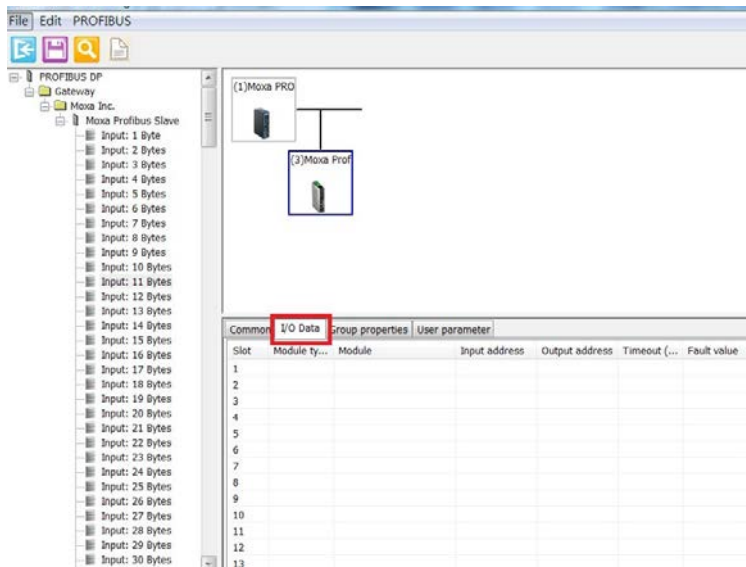 File Edit PROFIBUS
PROFIBUS DP
Gateway
Moxa Inc.
Moxa Profibus Slave
Input: 1 Byte
Input: 2 Bytes
Input: 3 Bytes
Input: 4 Bytes
Input: 5 Bytes
Input: 6 Bytes
Input: 7 Bytes
Input: 8 Bytes
Input: 9 Bytes
Input: 10 Bytes
Input: 11 Bytes
Input: 12 Bytes
Input: 13 Bytes
Input: 14 Bytes
Input: 15 Bytes
Input: 16 Bytes
Input: 17 Bytes
Input: 18 Bytes
Input: 19 Bytes
Input: 20 Bytes
Input: 21 Bytes
Input: 22 Bytes
Input: 23 Bytes
Input: 24 Bytes
Input: 25 Bytes
Input: 26 Bytes
Input: 27 Bytes
Input: 28 Bytes
Input: 29 Bytes
Input: 30 Bytes
(1)Moxa PRO
(3)Moxa Prof
Common I/O Data Group properties User parameter
Slot Module ty... Module Input address Output address Timeout (... Fault value
1
2
3
4
5
6
7
8
9
10
11
12
13